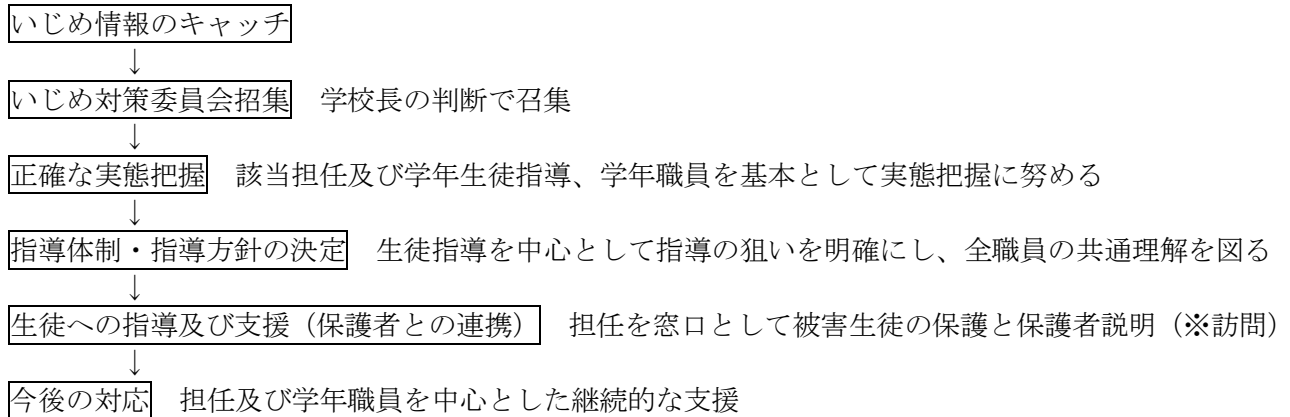 いじめ情報のキャッチ
↓
いじめ対策委員会招集　学校長の判断で召集
↓
正確な実態把握　該当担任及び学年生徒指導、学年職員を基本として実態把握に努める
↓
指導体制・指導方針の決定　生徒指導を中心として指導の狙いを明確にし、全職員の共通理解を図る
↓
生徒への指導及び支援（保護者との連携）　担任を窓口として被害生徒の保護と保護者説明（※訪問）
↓
今後の対応　担任及び学年職員を中心とした継続的な支援